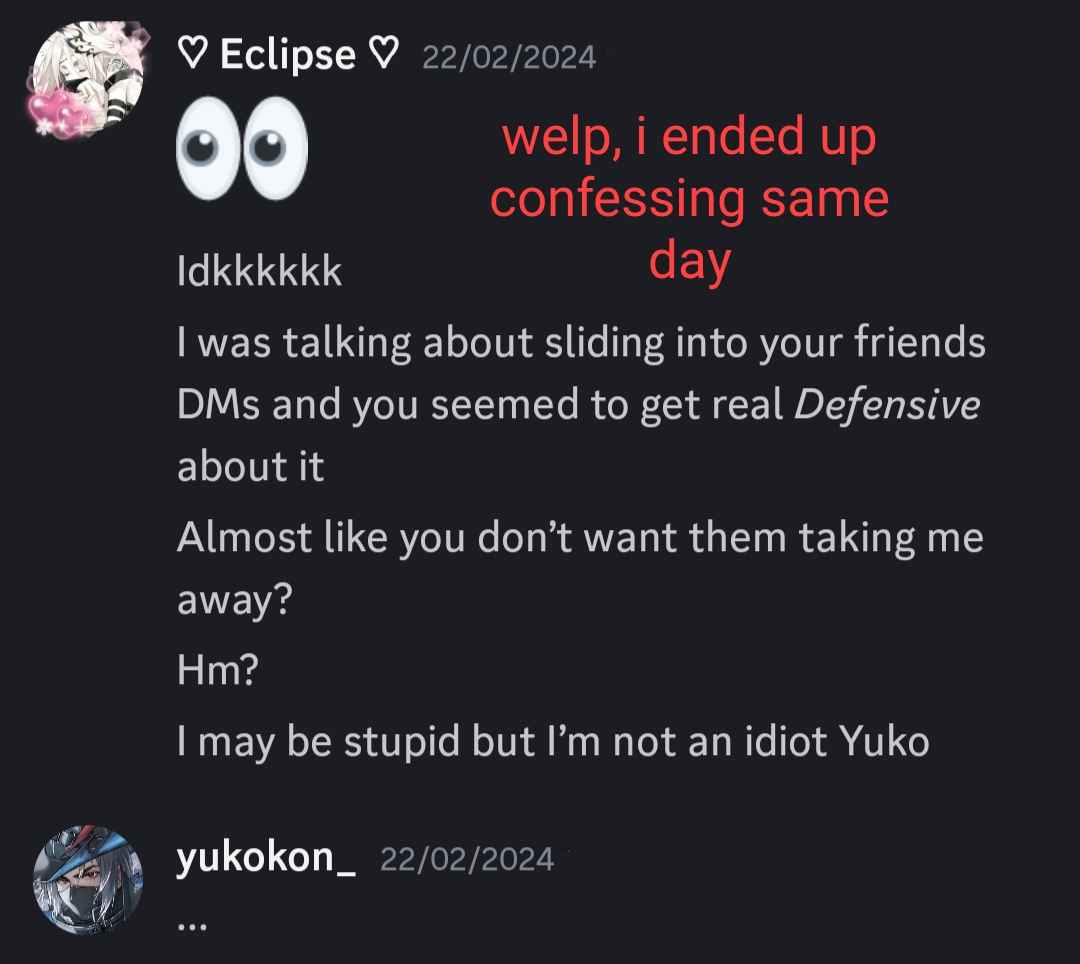 ♡ Eclipse ♡ 22/02/2024
👀
welp, i ended up
confessing same
day
Idkkkkkk
I was talking about sliding into your friends
DMs and you seemed to get real Defensive
about it
Almost like you don’t want them taking me
away?
Hm?
I may be stupid but I’m not an idiot Yuko
yukokon_ 22/02/2024
...